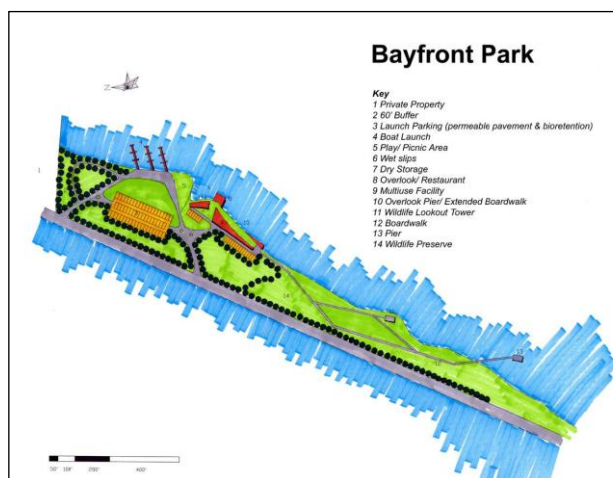 Bayfront Park
Key
1 Private Property
2 60' Buffer
3 Launch Parking (permeable pavement & bioretention)
4 Boat Launch
5 Play/ Picnic Area
6 Wet slips
7 Dry Storage
8 Overlook/ Restaurant
9 Multiuse Facility
10 Overlook Pier/ Extended Boardwalk
11 Wildlife Lookout Tower
12 Boardwalk
13 Pier
14 Wildlife Preserve
N
1
10
14
13
50' 100' 200' 400'